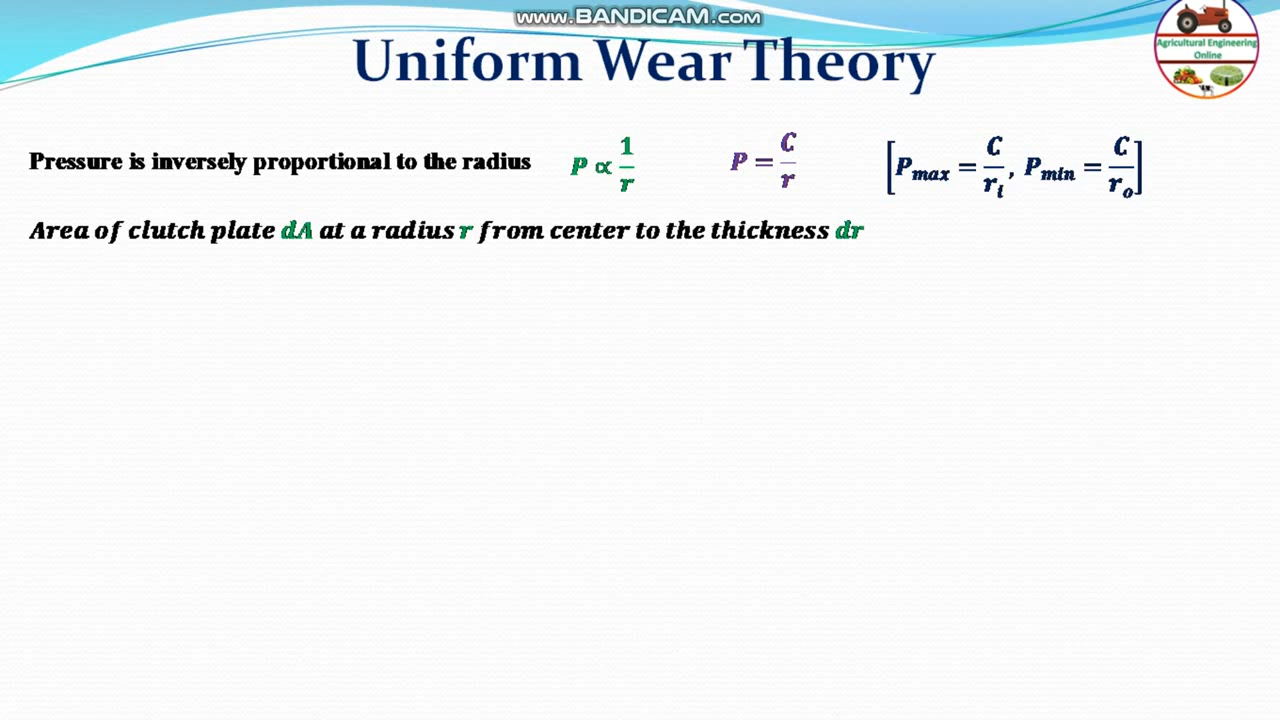 www.BANDICAM.com
Uniform Wear Theory
Agricultural Engineering
Online
Pressure is inversely proportional to the radius P ∝ 1/r P = C/r [P_max = C/r_i , P_min = C/r_o]
Area of clutch plate dA at a radius r from center to the thickness dr